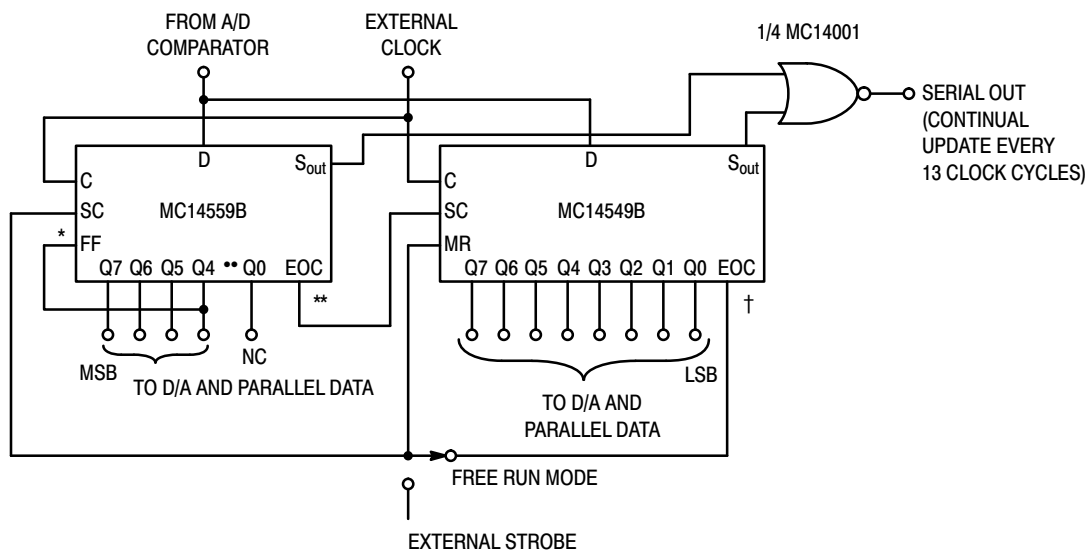 FROM A/D
COMPARATOR
EXTERNAL
CLOCK
1/4 MC14001
SERIAL OUT
(CONTINUAL
UPDATE EVERY
13 CLOCK CYCLES)
D
Sout
C
SC
* FF
MC14559B
Q7 Q6 Q5 Q4 •• Q0 EOC
**
D
Sout
C
SC
MR
MC14549B
Q7 Q6 Q5 Q4 Q3 Q2 Q1 Q0 EOC
†
MSB
NC
TO D/A AND PARALLEL DATA
LSB
TO D/A AND
PARALLEL DATA
FREE RUN MODE
EXTERNAL STROBE